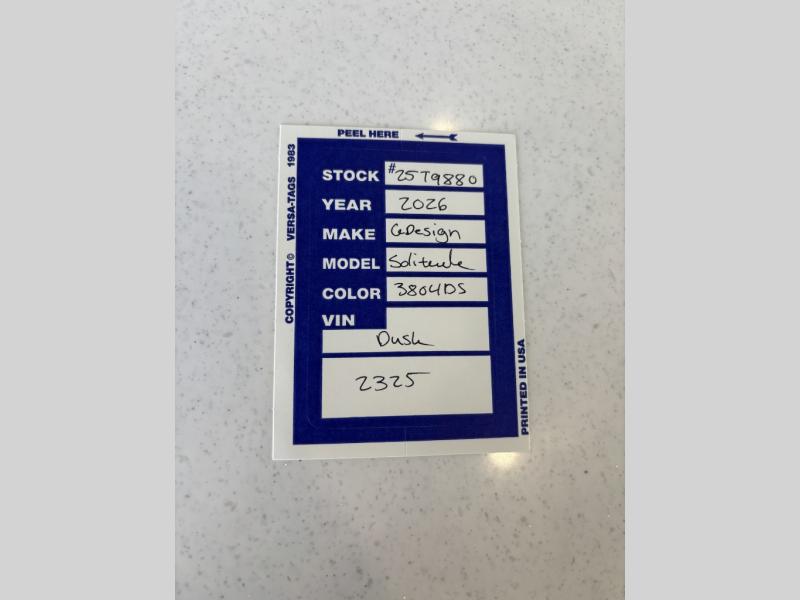 PEEL HERE
COPYRIGHT© VERSA-TAGS 1983
STOCK #25T9880
YEAR 2026
MAKE GDesign
MODEL Solitude
COLOR 3804DS
VIN
Dusk
2325
PRINTED IN USA